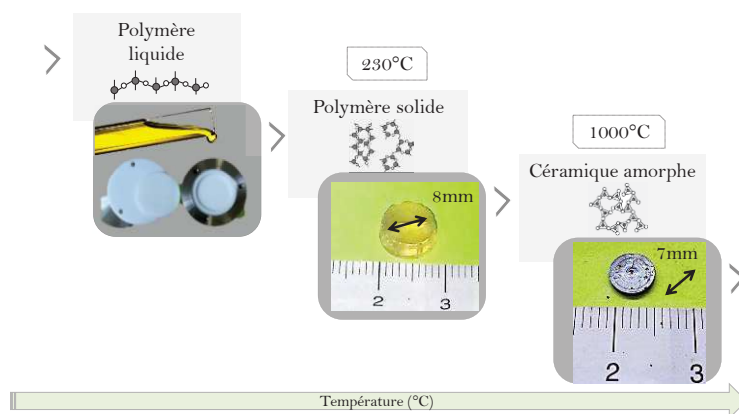 Polymère
liquide
230°C
Polymère solide
8mm
2 3
1000°C
Céramique amorphe
7mm
2 3
Température (°C)